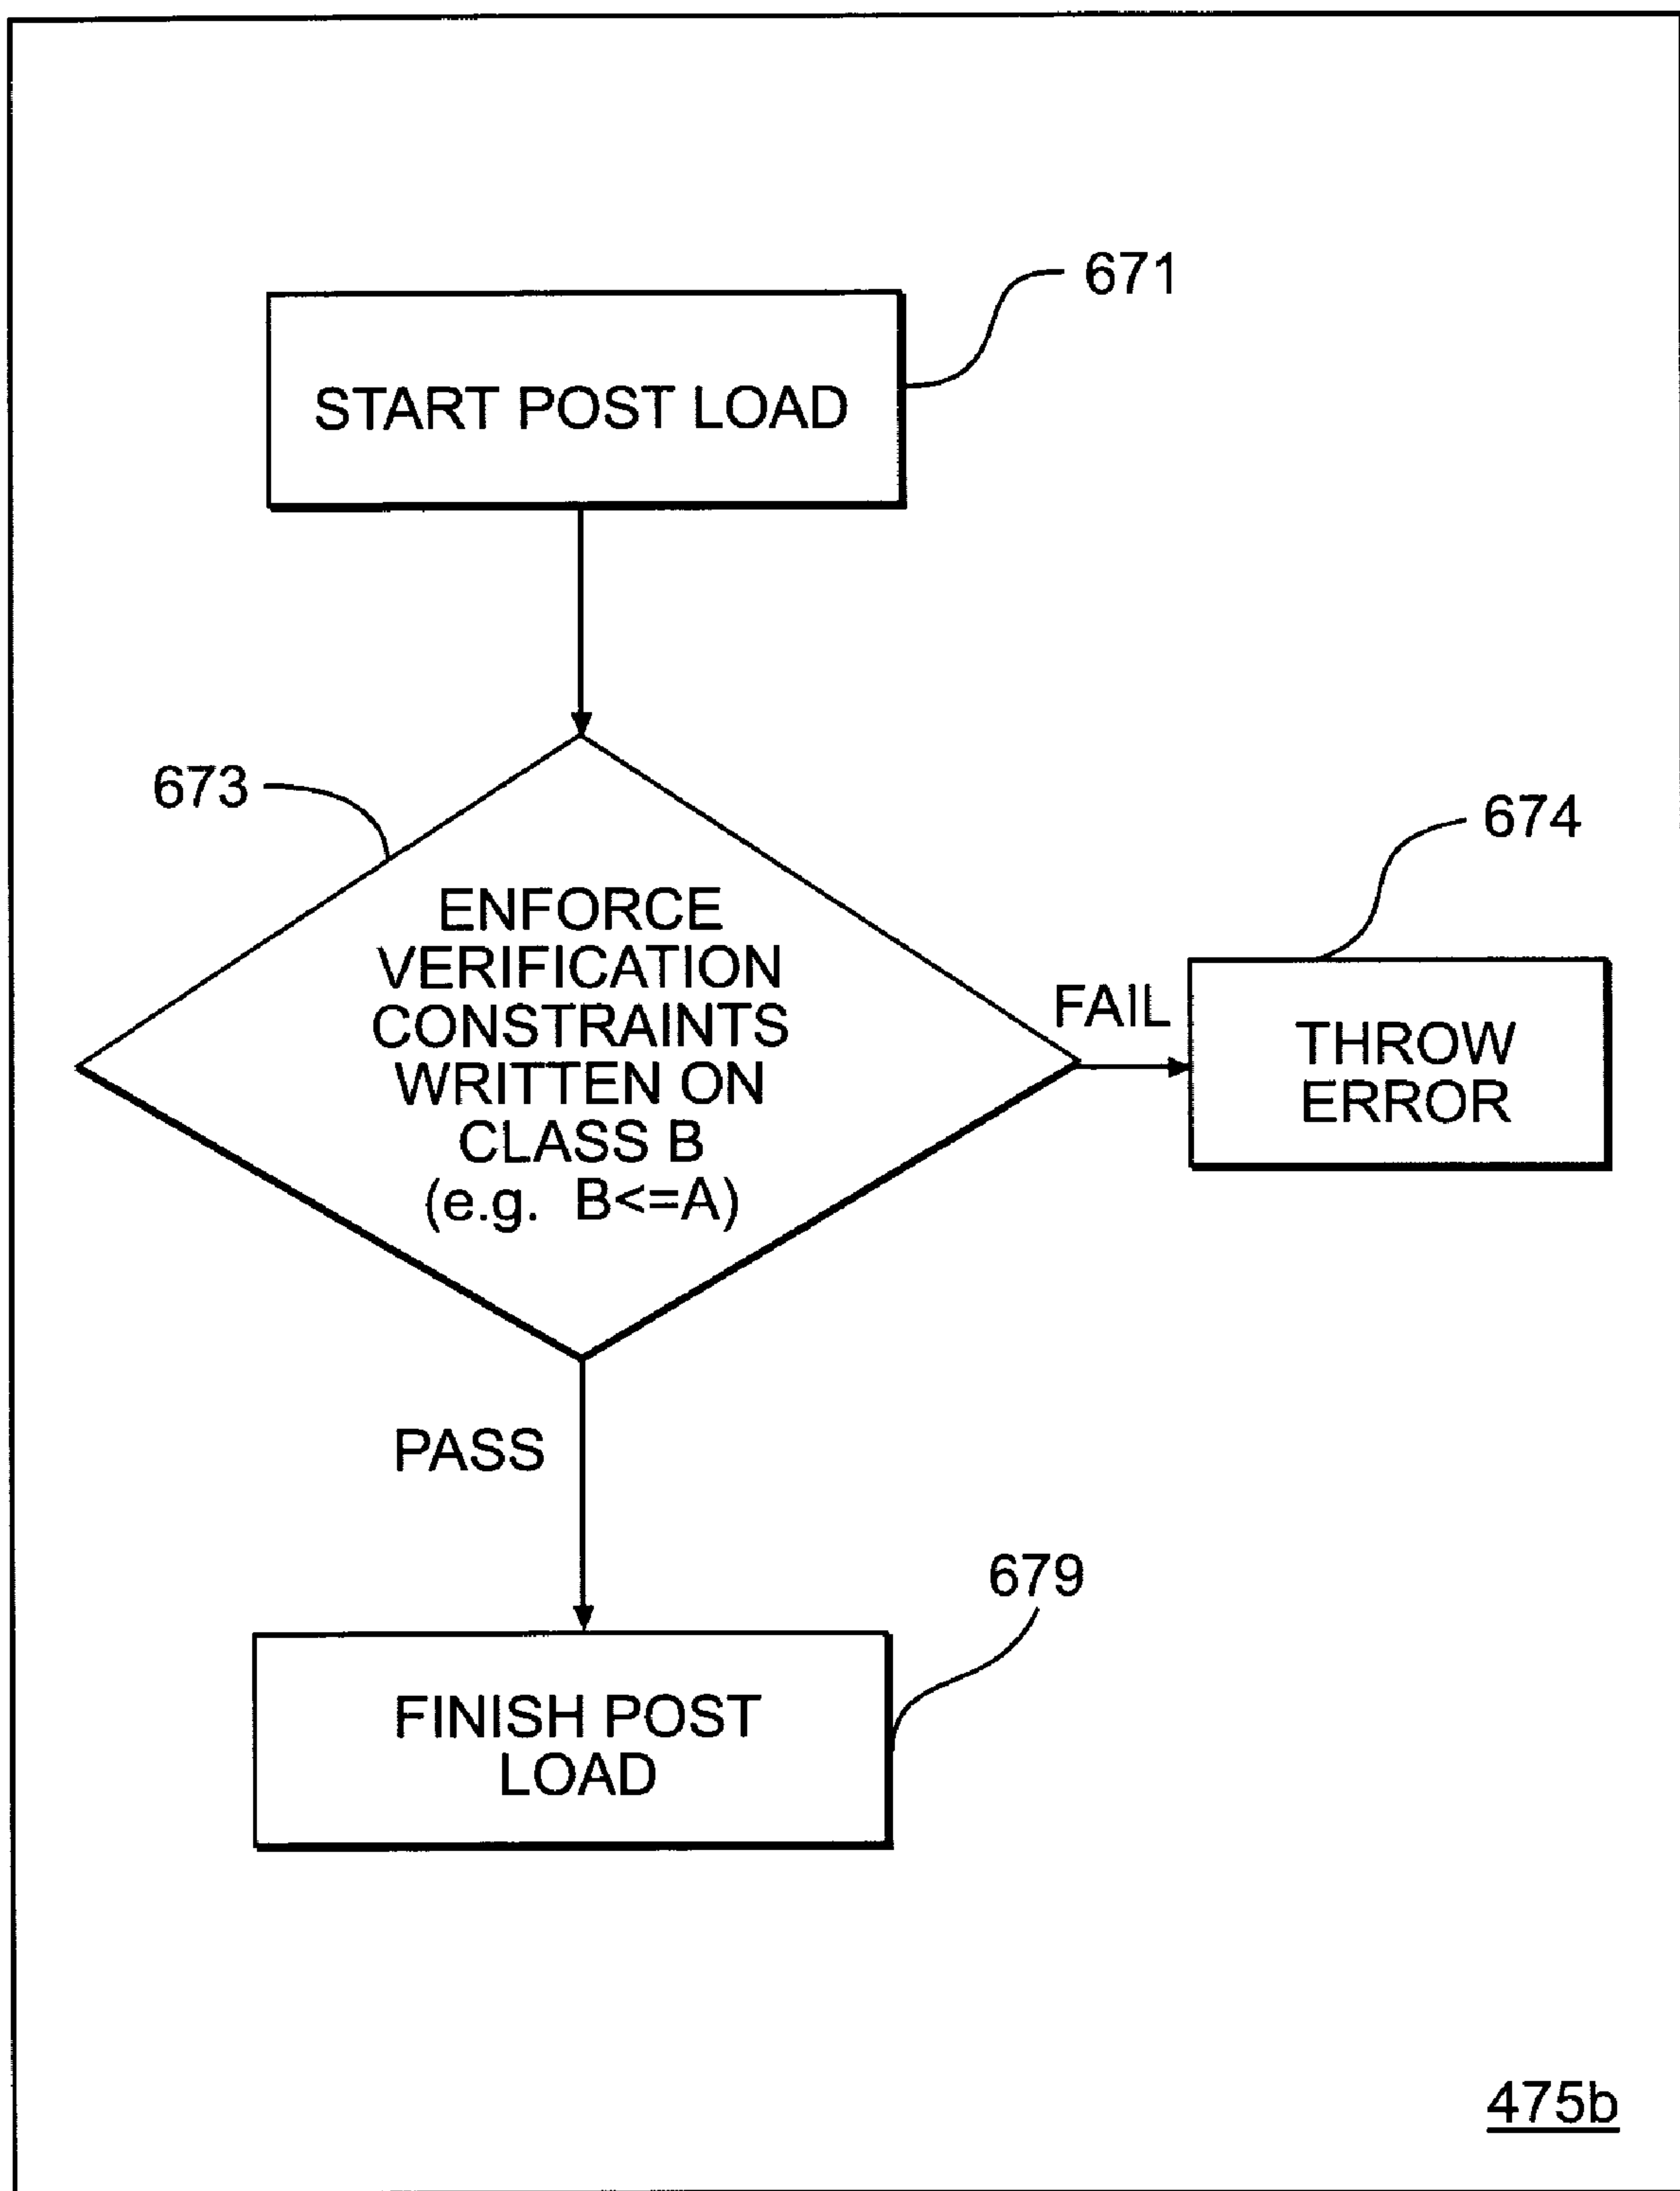 671
START POST LOAD
673
ENFORCE
VERIFICATION
CONSTRAINTS
WRITTEN ON
CLASS B
(e.g. B<=A)
674
FAIL
THROW
ERROR
PASS
679
FINISH POST
LOAD
475b